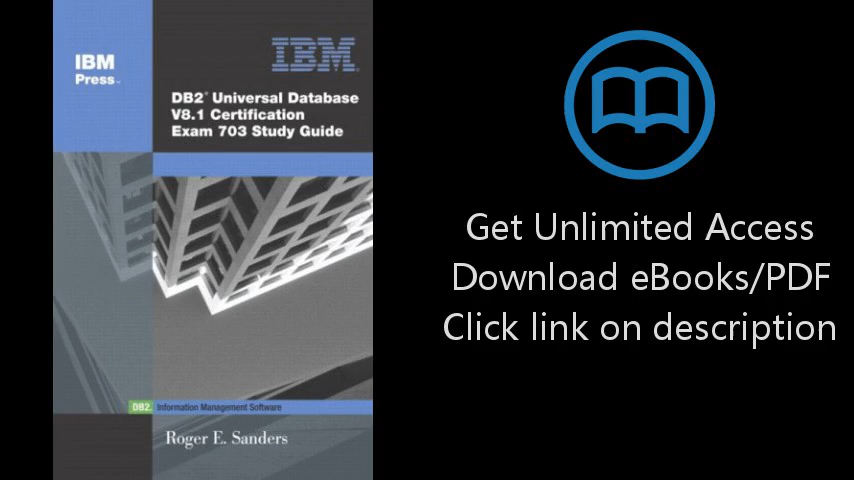 IBM
Press™
IBM®
DB2® Universal Database
V8.1 Certification
Exam 703 Study Guide
DB2. Information Management Software
Roger E. Sanders
Get Unlimited Access
Download eBooks/PDF
Click link on description